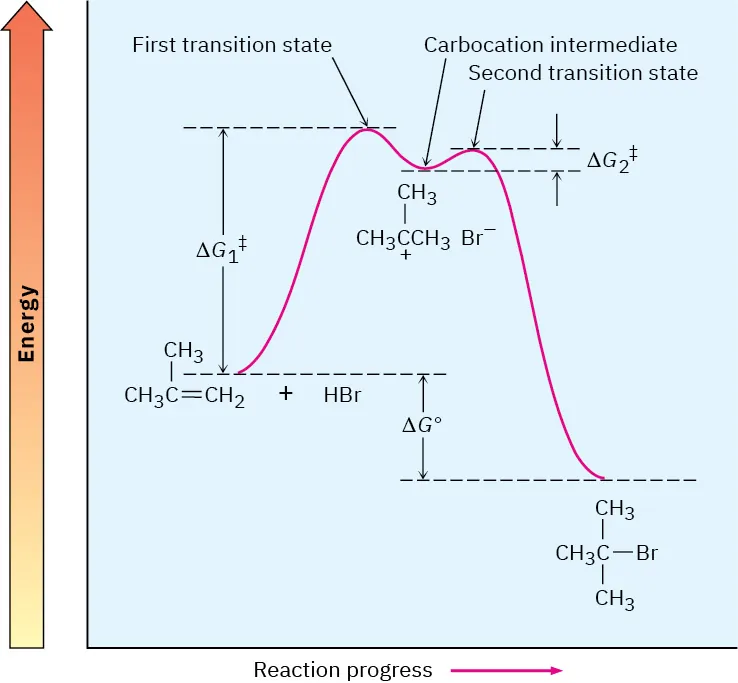 First transition state
Carbocation intermediate
Second transition state
ΔG₂‡
CH₃
CH₃CCH₃ Br⁻
+
ΔG₁‡
Energy
CH₃
CH₃C=CH₂ + HBr
ΔG°
CH₃
CH₃C—Br
CH₃
Reaction progress